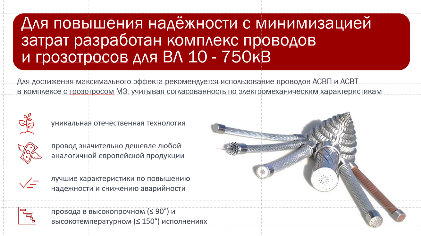 Для повышения надёжности с минимизацией
затрат разработан комплекс проводов
и грозотросов для ВЛ 10 - 750кВ
Для достижения максимального эффекта рекомендуется использование проводов АСВП и АСВТ
в комплексе с грозотросом МЗ, учитывая согласованность по электромеханическим характеристикам
уникальная отечественная технология
провод значительно дешевле любой
аналогичной европейской продукции
лучшие характеристики по повышению
надежности и снижению аварийности
провода в высокопрочном (≤ 90°) и
высокотемпературном (≤ 150°) исполнениях